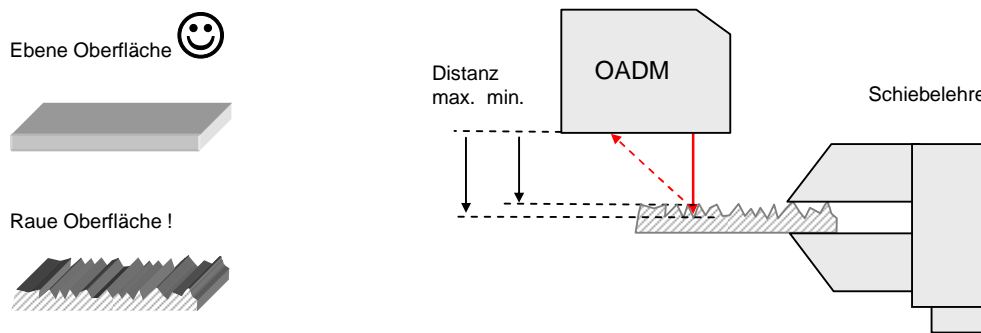 Ebene Oberfläche
Raue Oberfläche !
Distanz
max. min.
OADM
Schiebelehre